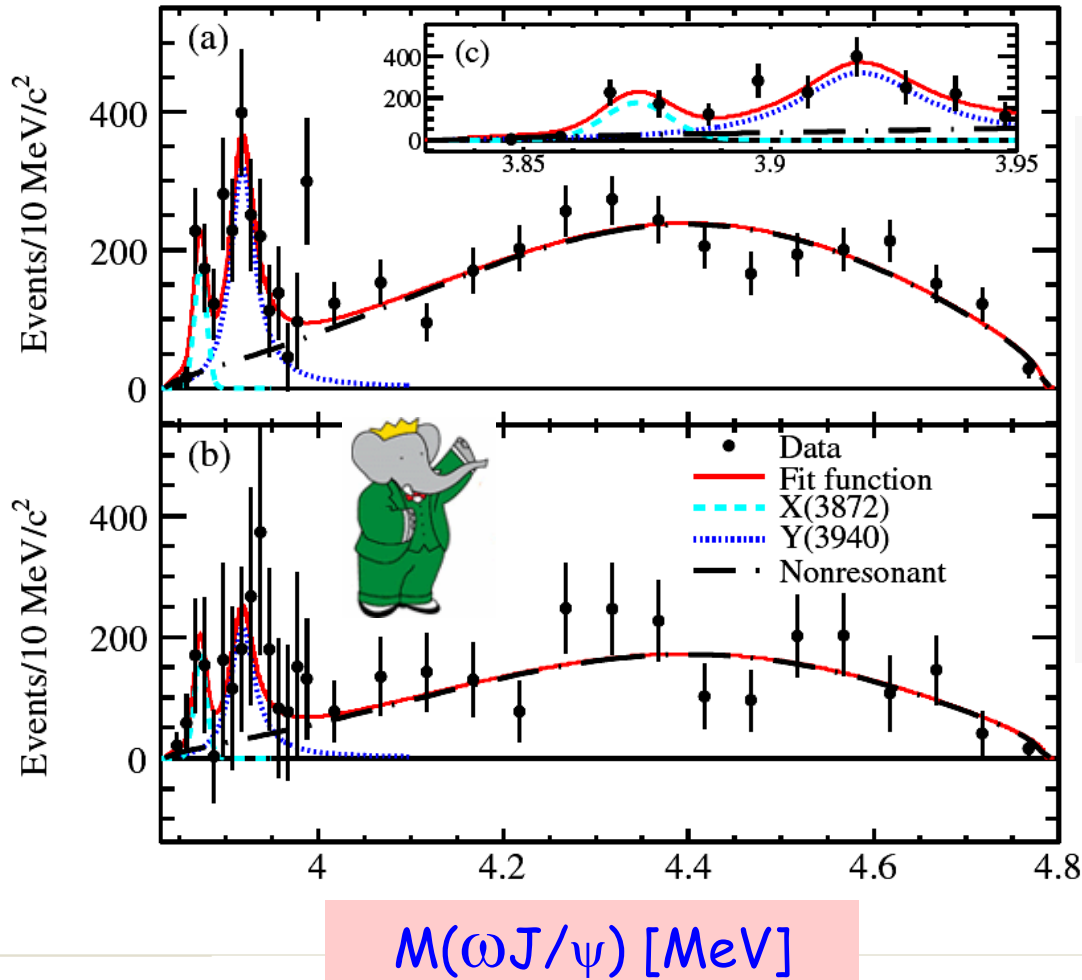 (a)
(c)
Events/10 MeV/c²
400
200
0
400
200
0
3.85
3.9
3.95
(b)
Events/10 MeV/c²
400
200
0
Data
Fit function
X(3872)
Y(3940)
Nonresonant
4
4.2
4.4
4.6
4.8
M(ωJ/ψ) [MeV]